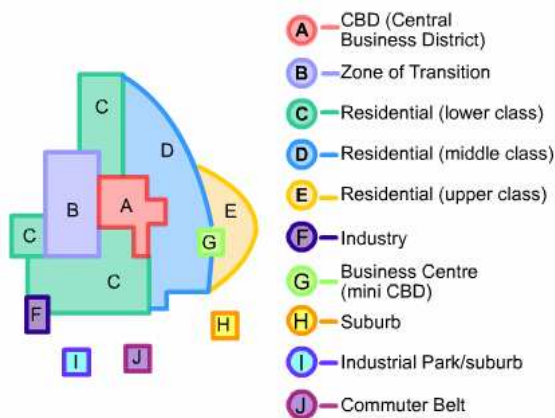 C
D
B
A
E
C
G
C
F
H
I
J
A CBD (Central
Business District)
B Zone of Transition
C Residential (lower class)
D Residential (middle class)
E Residential (upper class)
F Industry
G Business Centre
(mini CBD)
H Suburb
I Industrial Park/suburb
J Commuter Belt